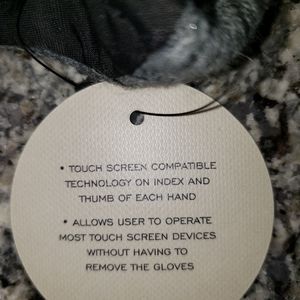 • TOUCH SCREEN COMPATIBLE
TECHNOLOGY ON INDEX AND
THUMB OF EACH HAND
• ALLOWS USER TO OPERATE
MOST TOUCH SCREEN DEVICES
WITHOUT HAVING TO
REMOVE THE GLOVES